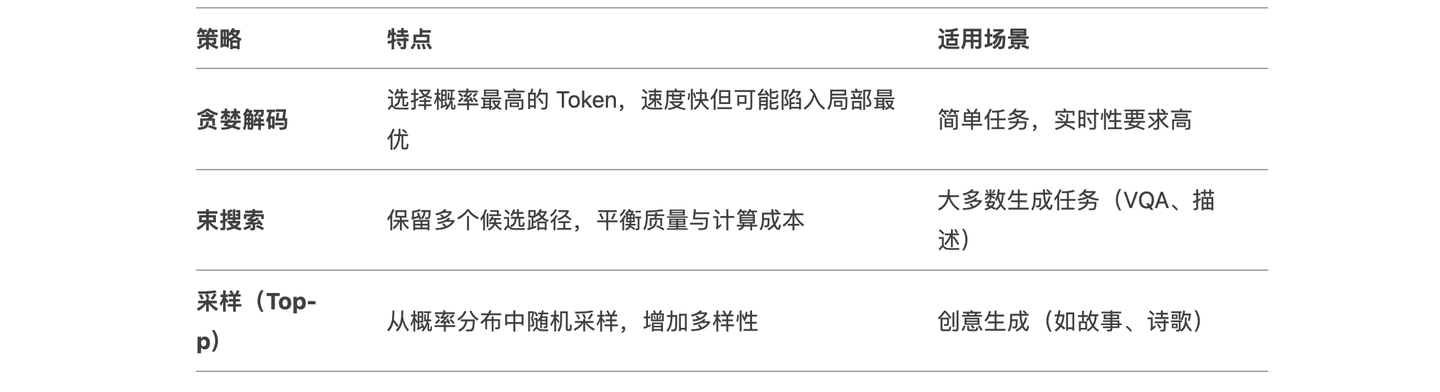 策略 特点 适用场景
贪婪解码 选择概率最高的 Token，速度快但可能陷入局部最
优 简单任务，实时性要求高
束搜索 保留多个候选路径，平衡质量与计算成本 大多数生成任务（VQA、描
述）
采样（Top-
p） 从概率分布中随机采样，增加多样性 创意生成（如故事、诗歌）